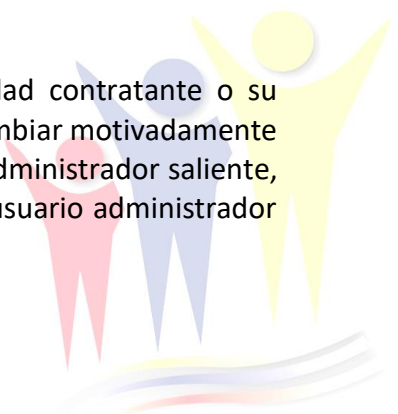 dad contratante o su
mbiar motivadamente
dministrador saliente,
usuario administrador